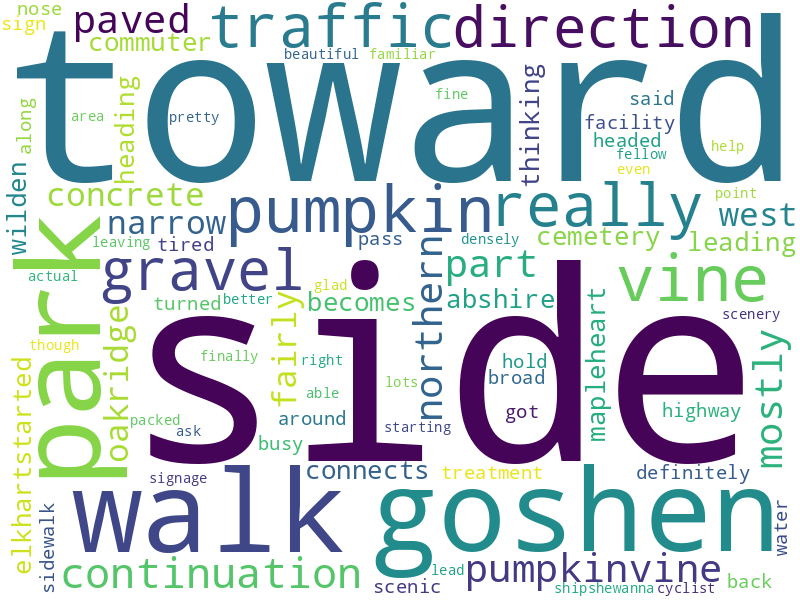 nose
sign
paved
traffic
direction
commuter
beautiful
familiar
toward
area
pretty
fine
thinking
said
facility
headed
fellow
even
help
along
heading
wilden
concrete
pumpkin
really
point
west
narrow
park
leaving
tired
pass
densely
cemetery
leading
actual
gravel
northern
part
vine
turned
better
glad
becomes
abshire
scenery
though
oakridge
finally
fairly
right
side
hold
broad
mapleheart
mostly
able
lots
packed
ask
around
starting
got
highway
elkhart
started
busy
signage
connects
treatment
definitely
walk
goshen
sidewalk
continuation
scenic
lead
pumpkinvine
shipshewanna
cyclist
back
water